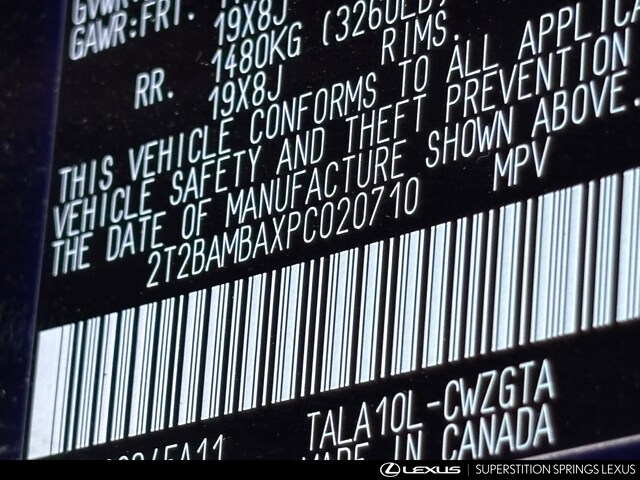 GAWR:FRT.
19X8J
RR. 1480KG (3260LB)
19X8J RIMS.
THIS VEHICLE CONFORMS TO ALL
VEHICLE SAFETY AND THEFT PREVENTION
THE DATE OF MANUFACTURE SHOWN ABOVE.
2T2BAMBAXPC020710 MPV
TALA10L-CWZGTA
MADE IN CANADA
LEXUS | SUPERSTITION SPRINGS LEXUS